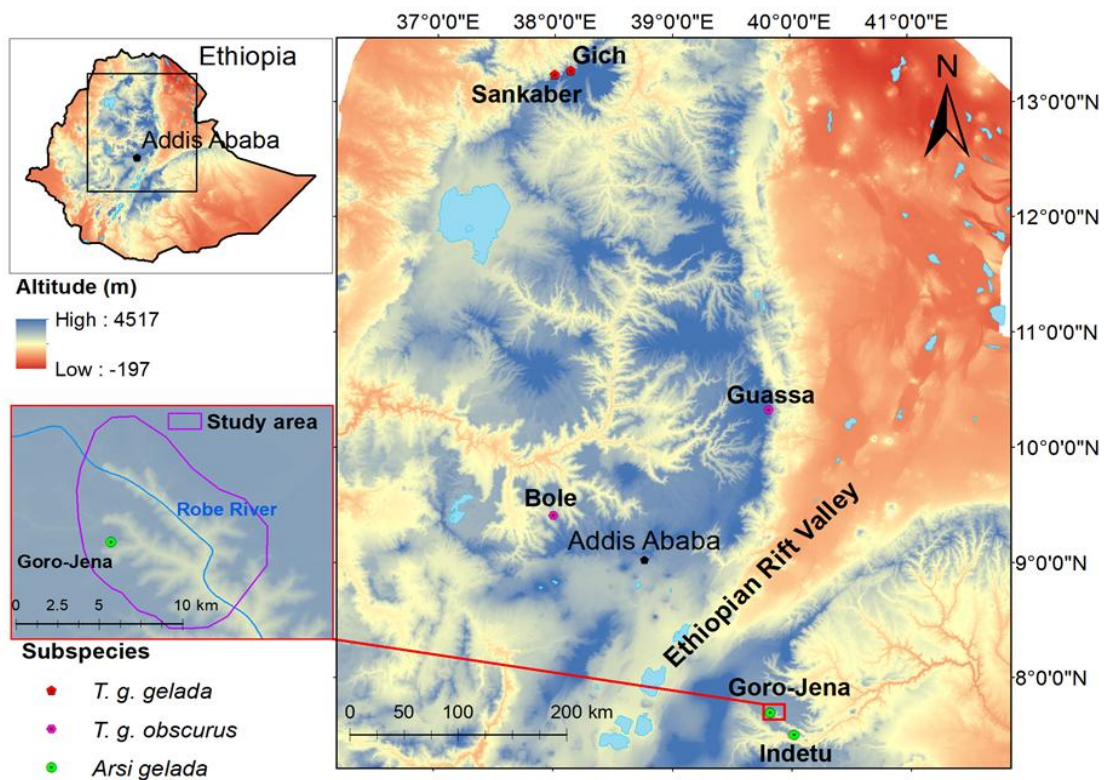 37°0'0"E 38°0'0"E 39°0'0"E 40°0'0"E 41°0'0"E
Ethiopia
Addis Ababa
Altitude (m)
High : 4517
Low : -197
Study area
Robe River
Goro-Jena
0 2.5 5 10 km
Subspecies
T. g. gelada
T. g. obscurus
Arsi gelada
Gich
Sankaber
N
13°0'0"N
12°0'0"N
11°0'0"N
Guassa
10°0'0"N
Bole
Addis Ababa
9°0'0"N
Ethiopian Rift Valley
8°0'0"N
Goro-Jena
0 50 100 200 km
Indetu